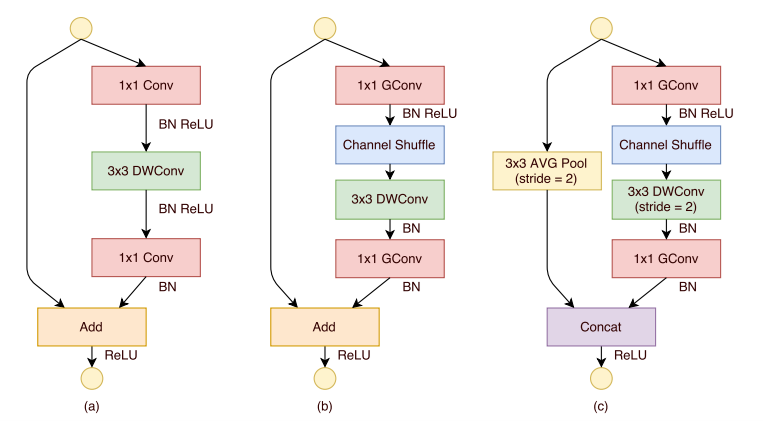 1x1 Conv
BN ReLU
3x3 DWConv
BN ReLU
1x1 Conv
BN
Add
ReLU
(a)
1x1 GConv
BN ReLU
Channel Shuffle
3x3 DWConv
BN
1x1 GConv
BN
Add
ReLU
(b)
3x3 AVG Pool
(stride = 2)
1x1 GConv
BN ReLU
Channel Shuffle
3x3 DWConv
(stride = 2)
BN
1x1 GConv
BN
Concat
ReLU
(c)